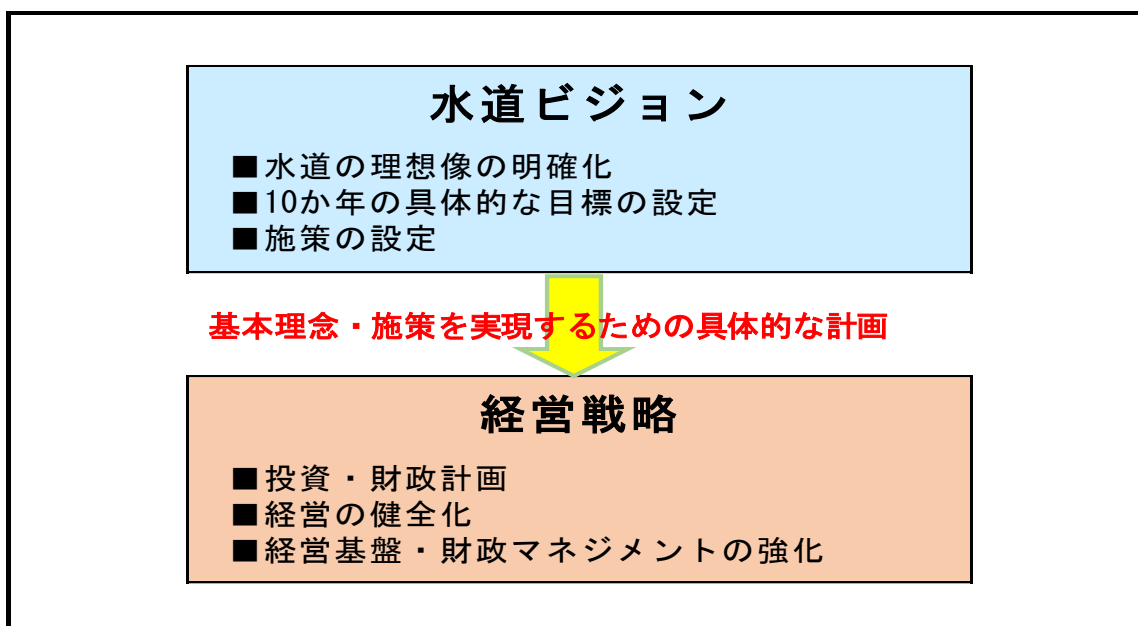 水道ビジョン
■水道の理想像の明確化
■10か年の具体的な目標の設定
■施策の設定
基本理念・施策を実現するための具体的な計画
経営戦略
■投資・財政計画
■経営の健全化
■経営基盤・財政マネジメントの強化